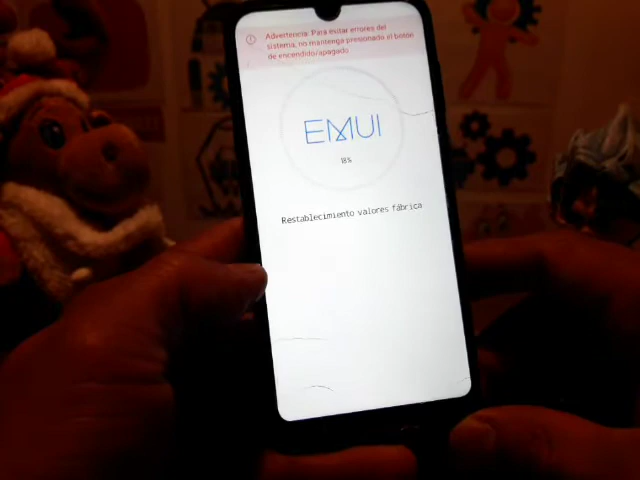 Advertencia: Para evitar errores del
sistema, no mantenga presionado el botón
de encendido/apagado
EMUI
18%
Restablecimiento valores fábrica